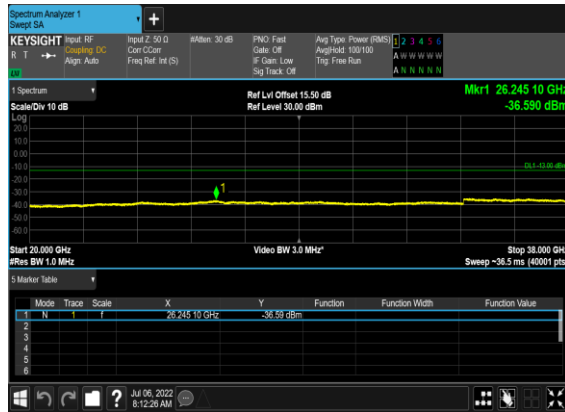 Spectrum Analyzer 1
Swept SA
+
KEYSIGHT Input: RF Input Z: 50 Ω #Atten: 30 dB PNO: Fast Avg Type: Power (RMS) 1 2 3 4 5 6
R T Coupling: DC Corr CCorr Gate: Off Avg|Hold: 100/100 A W W W W W
Align: Auto Freq Ref: Int (S) IF Gain: Low Trig: Free Run
Sig Track: Off A N N N N N
LU
1 Spectrum Ref Lvl Offset 15.50 dB Mkr1 26.245 10 GHz
Scale/Div 10 dB Ref Level 30.00 dBm -36.590 dBm
Log
20.0
10.0
0.00
-10.0 DL1 -13.00 dBm
-20.0
-30.0 1
-40.0
-50.0
-60.0
Start 20.000 GHz Video BW 3.0 MHz* Stop 38.000 GHz
#Res BW 1.0 MHz Sweep ~36.5 ms (40001 pts)
5 Marker Table
Mode Trace Scale X Y Function Function Width Function Value
1 N 1 f 26.245 10 GHz -36.59 dBm
2
3
4
5
6
? Jul 06, 2022
8:12:26 AM